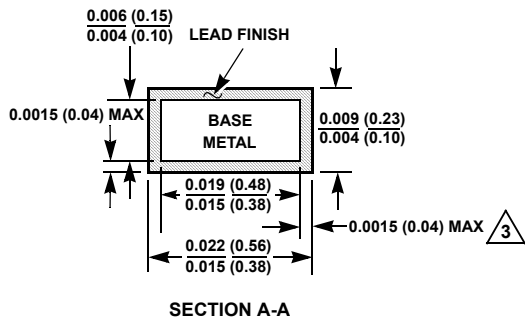 0.006 (0.15)
0.004 (0.10)
LEAD FINISH
0.0015 (0.04) MAX
BASE
METAL
0.009 (0.23)
0.004 (0.10)
0.019 (0.48)
0.015 (0.38)
0.0015 (0.04) MAX
3
0.022 (0.56)
0.015 (0.38)
SECTION A-A